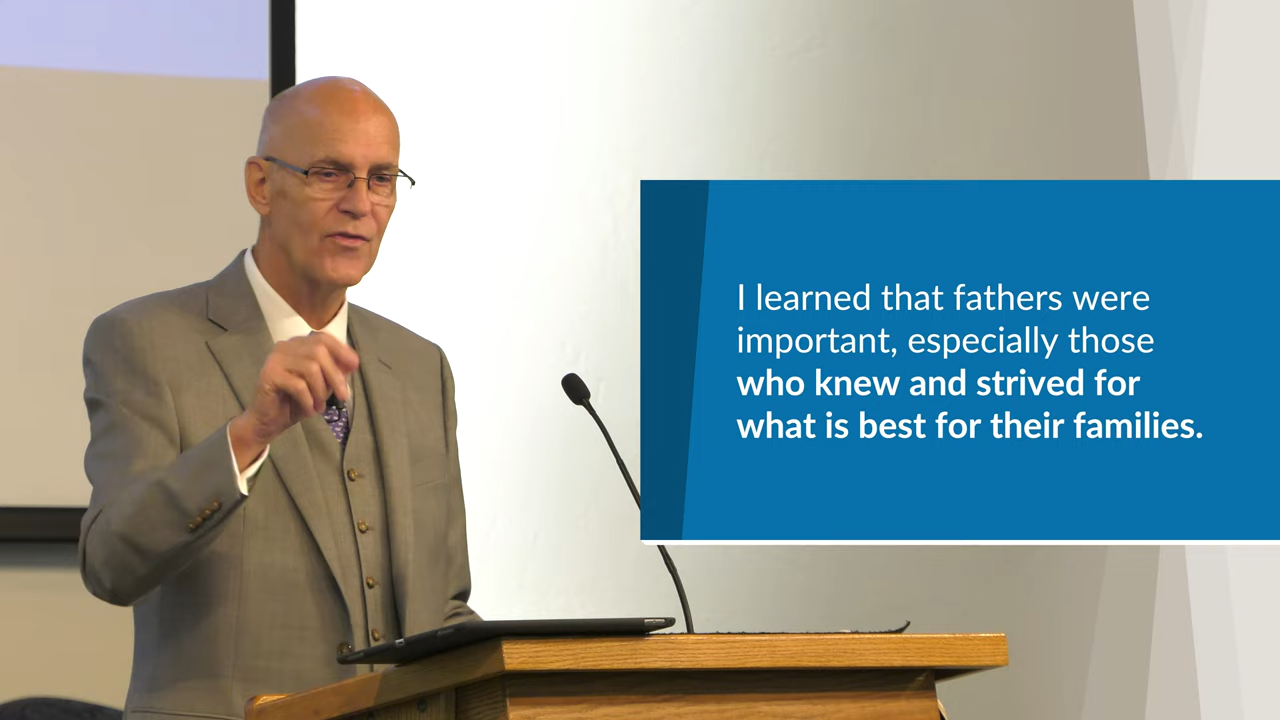 I learned that fathers were
important, especially those
who knew and strived for
what is best for their families.